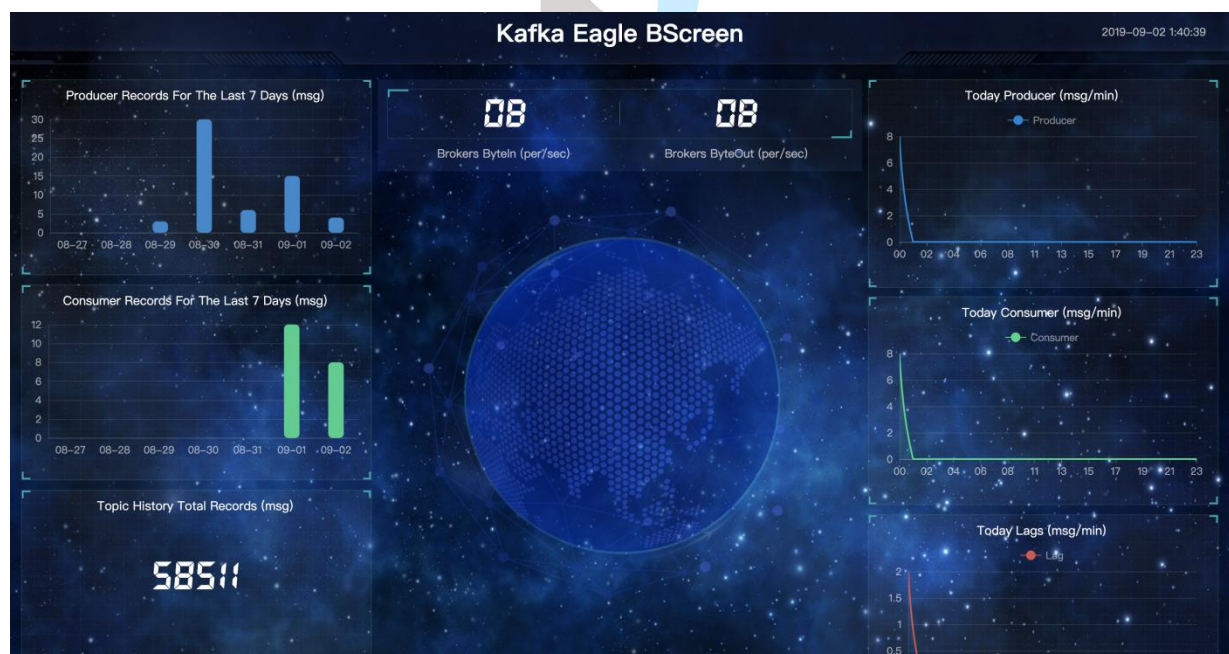 Kafka Eagle BScreen
2019-09-02 1:40:39
Producer Records For The Last 7 Days (msg)
30
25
20
15
10
5
0
08-27 08-28 08-29 08-30 08-31 09-01 09-02
Consumer Records For The Last 7 Days (msg)
12
10
8
6
4
2
0
08-27 08-28 08-29 08-30 08-31 09-01 09-02
Topic History Total Records (msg)
58511
08 08
Brokers ByteIn (per/sec) Brokers ByteOut (per/sec)
Today Producer (msg/min)
Producer
8
6
4
2
0
00 02 04 06 08 11 13 15 17 19 21 23
Today Consumer (msg/min)
Consumer
8
6
4
2
0
00 02 04 06 08 11 13 15 17 19 21 23
Today Lags (msg/min)
Lag
2
1.5
1
0.5